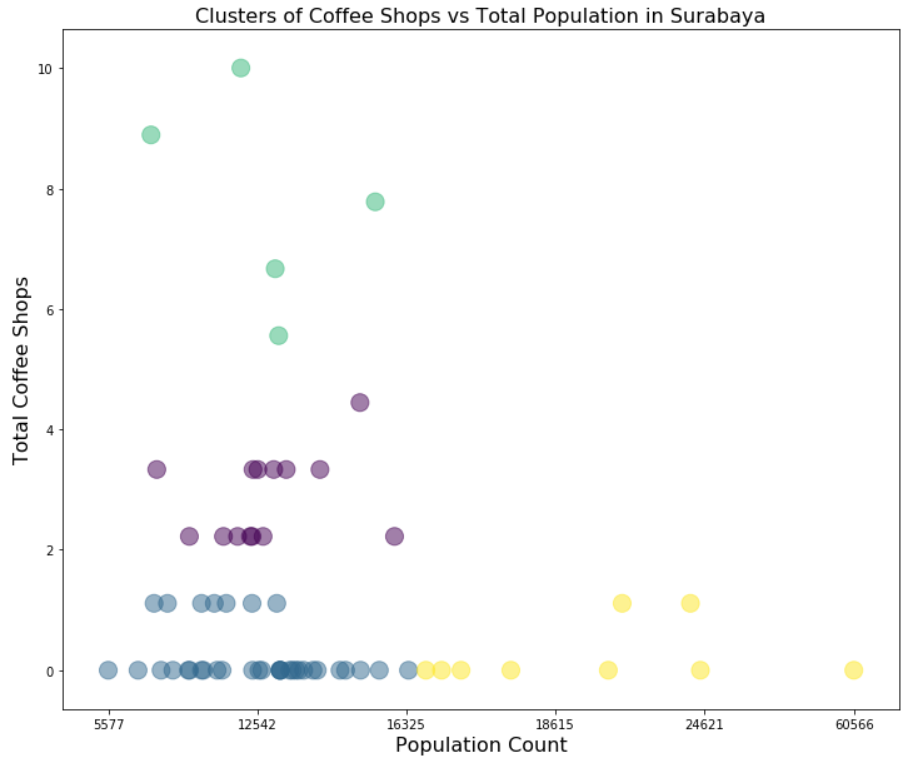 Clusters of Coffee Shops vs Total Population in Surabaya
10
8
6
4
2
0
Total Coffee Shops
5577 12542 16325 18615 24621 60566
Population Count